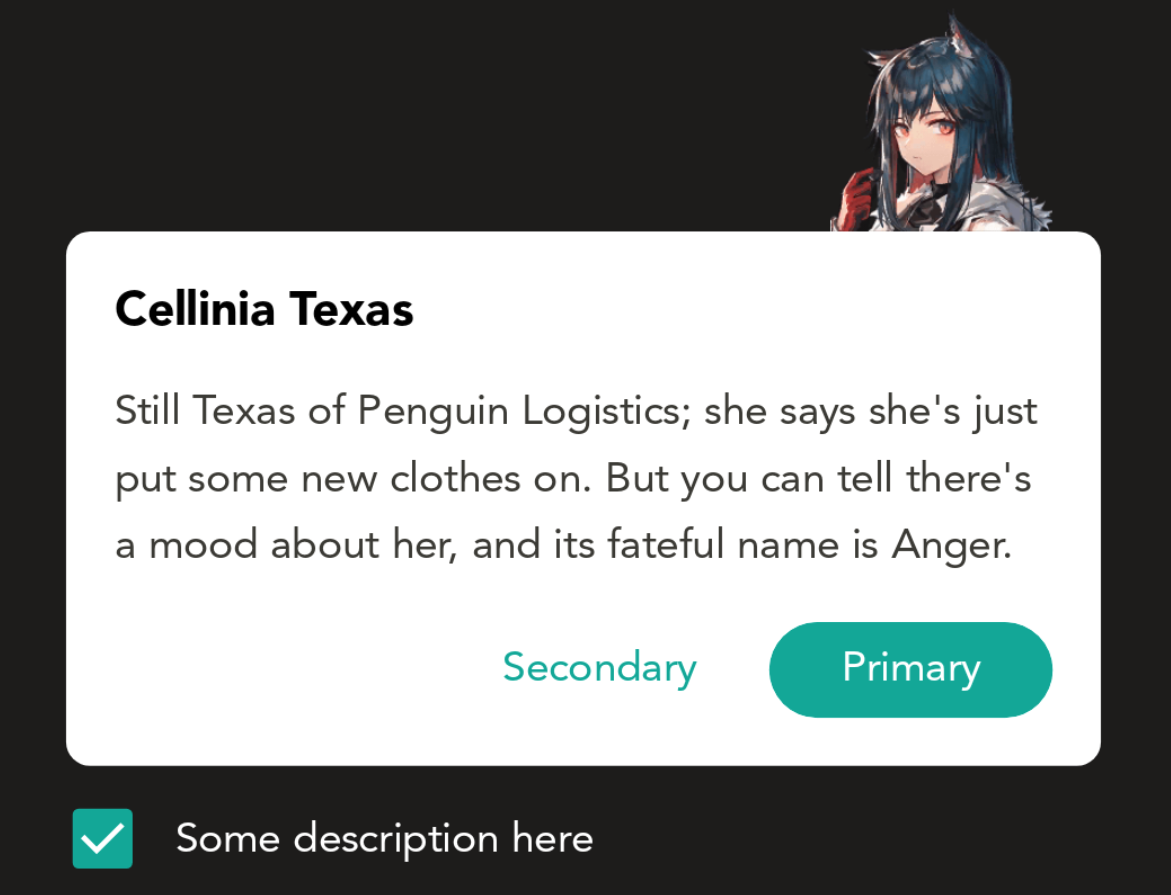 Cellinia Texas
Still Texas of Penguin Logistics; she says she's just
put some new clothes on. But you can tell there's
a mood about her, and its fateful name is Anger.
Secondary
Primary
Some description here